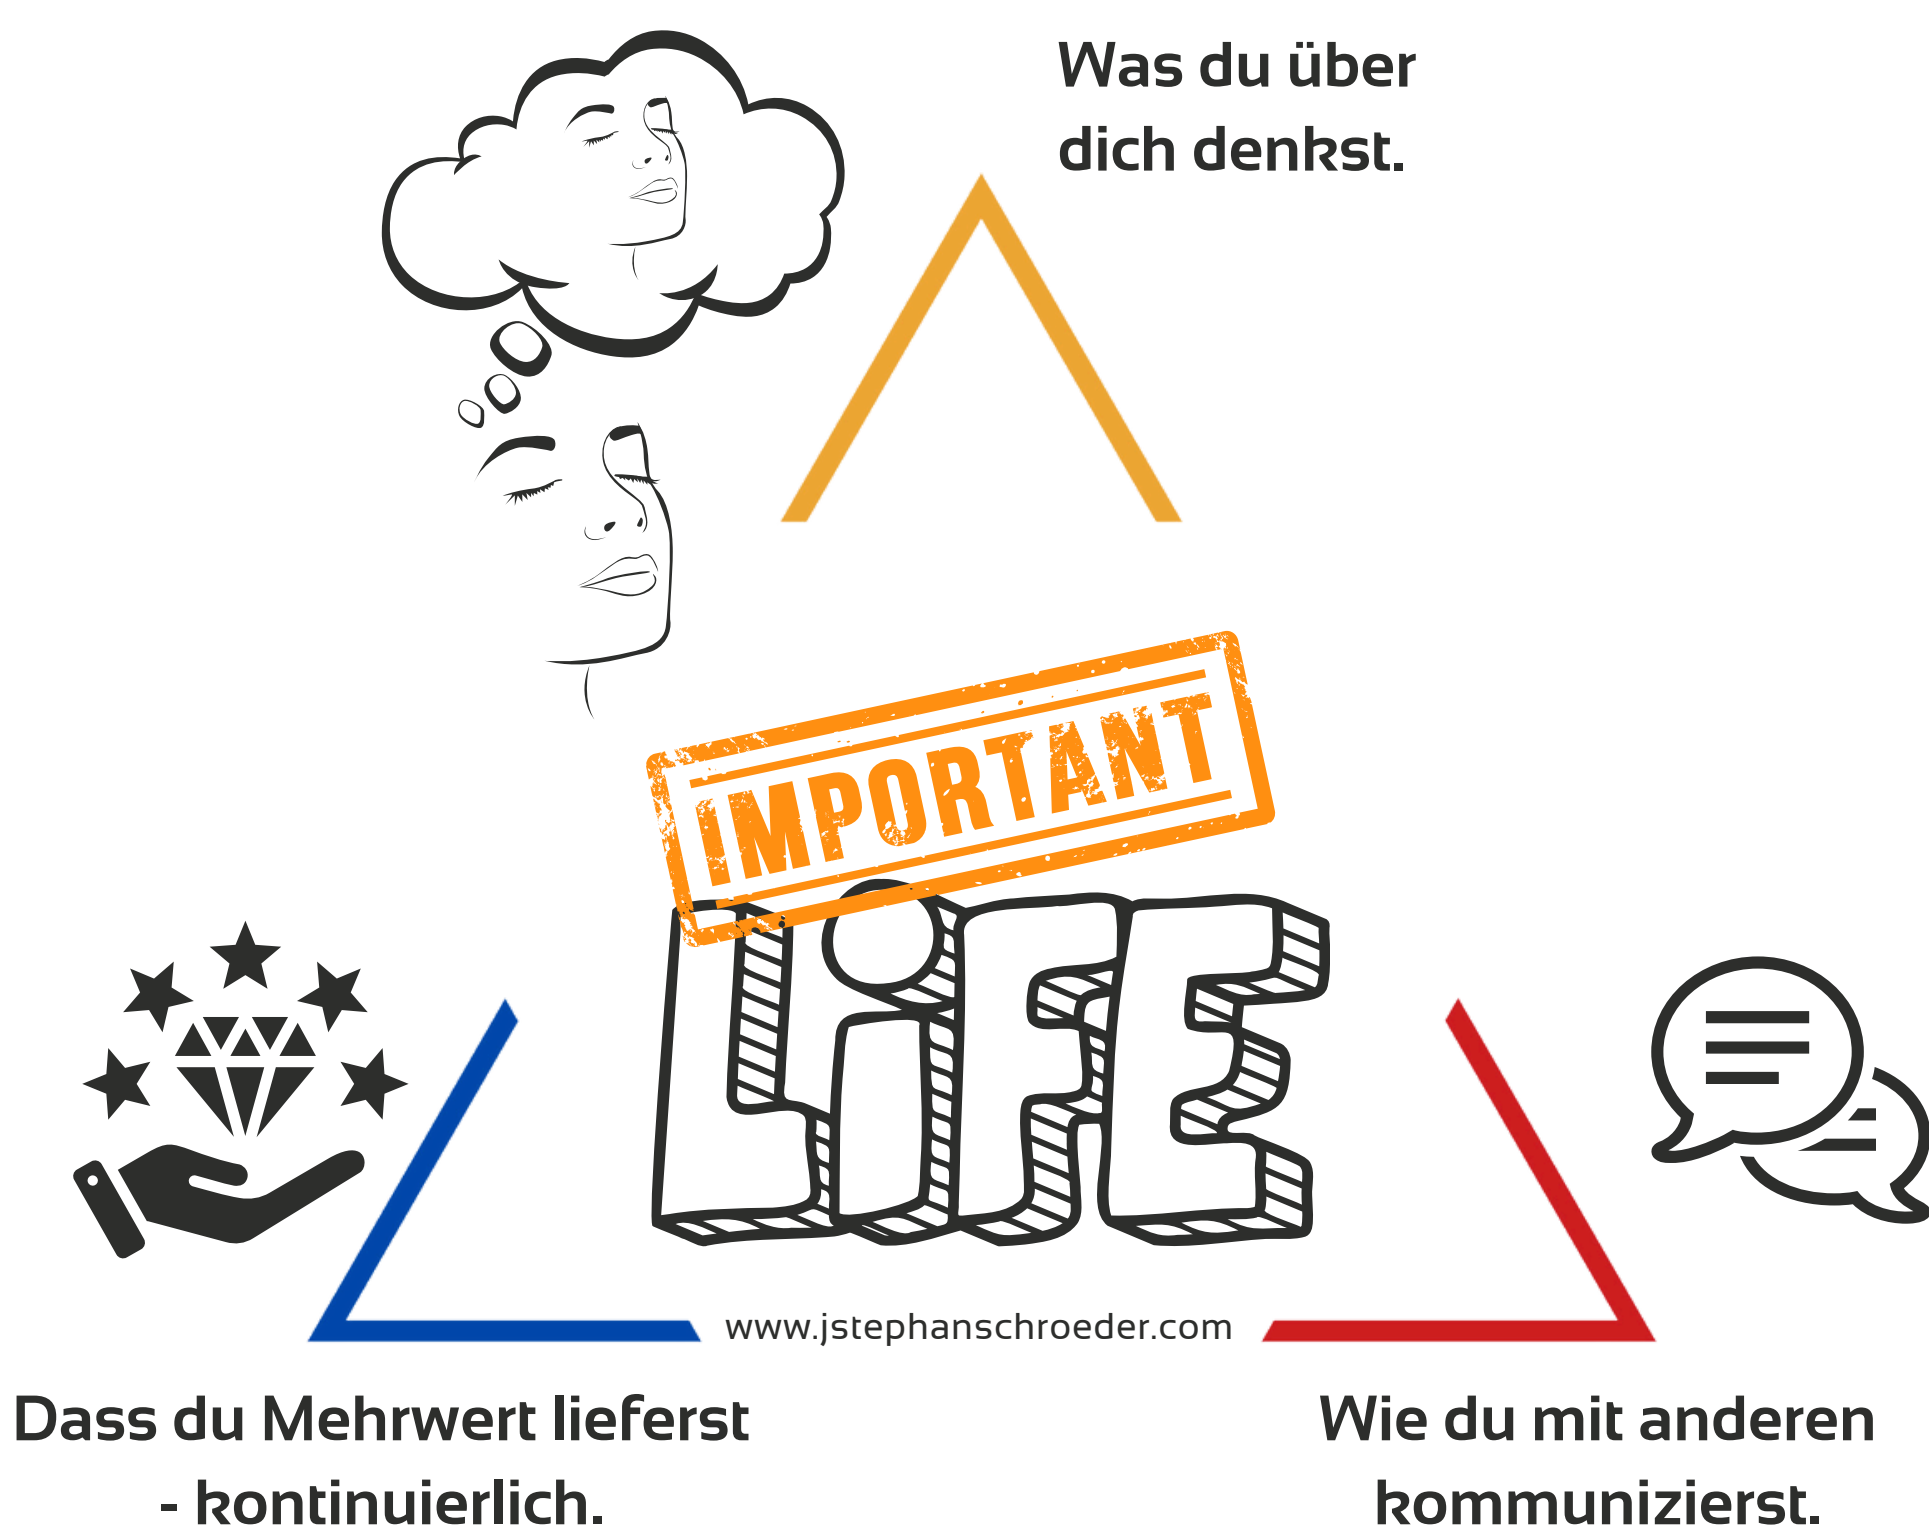 Was du über
dich denkst.
IMPORTANT
LiFE
www.jstephanschroeder.com
Dass du Mehrwert lieferst
- kontinuierlich.
Wie du mit anderen
kommunizierst.